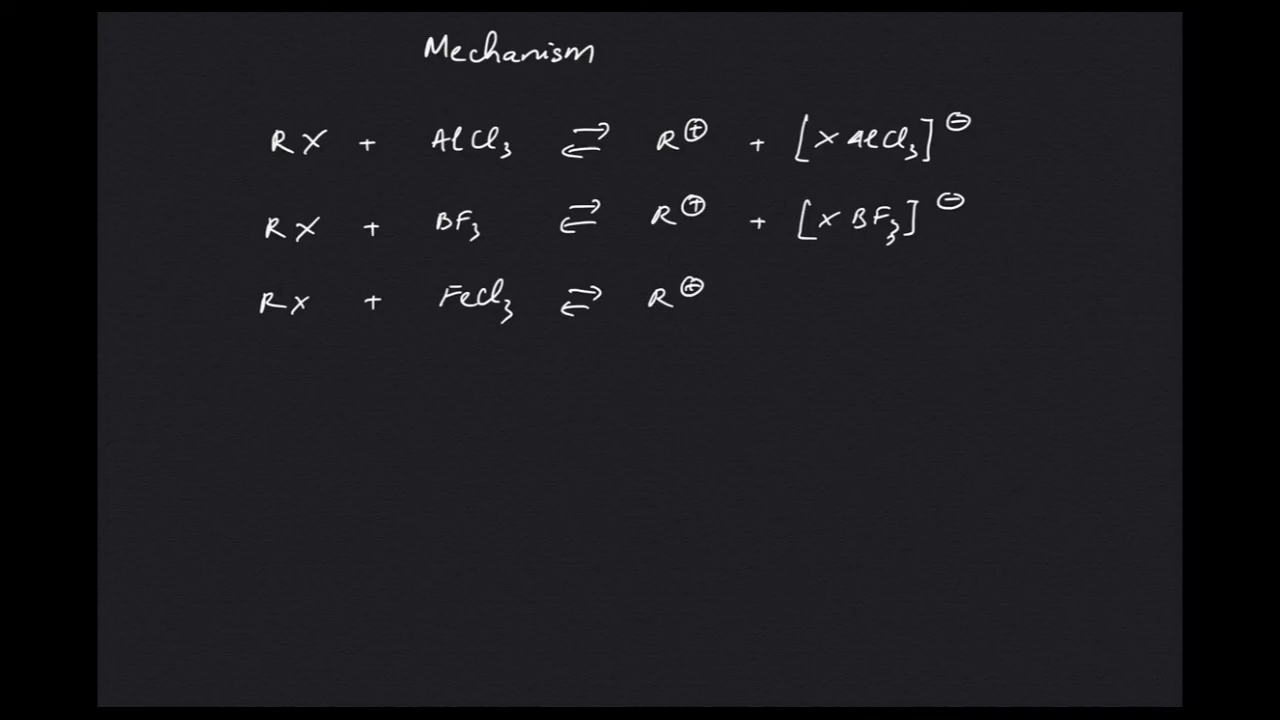 Mechanism
RX + AlCl₃ ⇌ R⊕ + [XAlCl₃]⊖
RX + BF₃ ⇌ R⊕ + [XBF₃]⊖
RX + FeCl₃ ⇌ R⊕